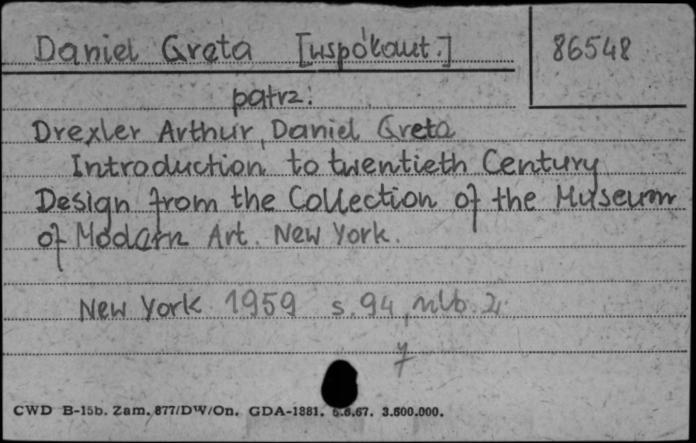 Daniel Greta [współaut.]
86548
patrz:
Drexler Arthur, Daniel Greta
Introduction to twentieth Century
Design from the Collection of the Museum
of Modern Art. New York.
New York 1959 s. 94, nlb. 2
7
CWD B-15b. Zam. 877/DW/On. GDA-1881. 6.6.67. 3.600.000.